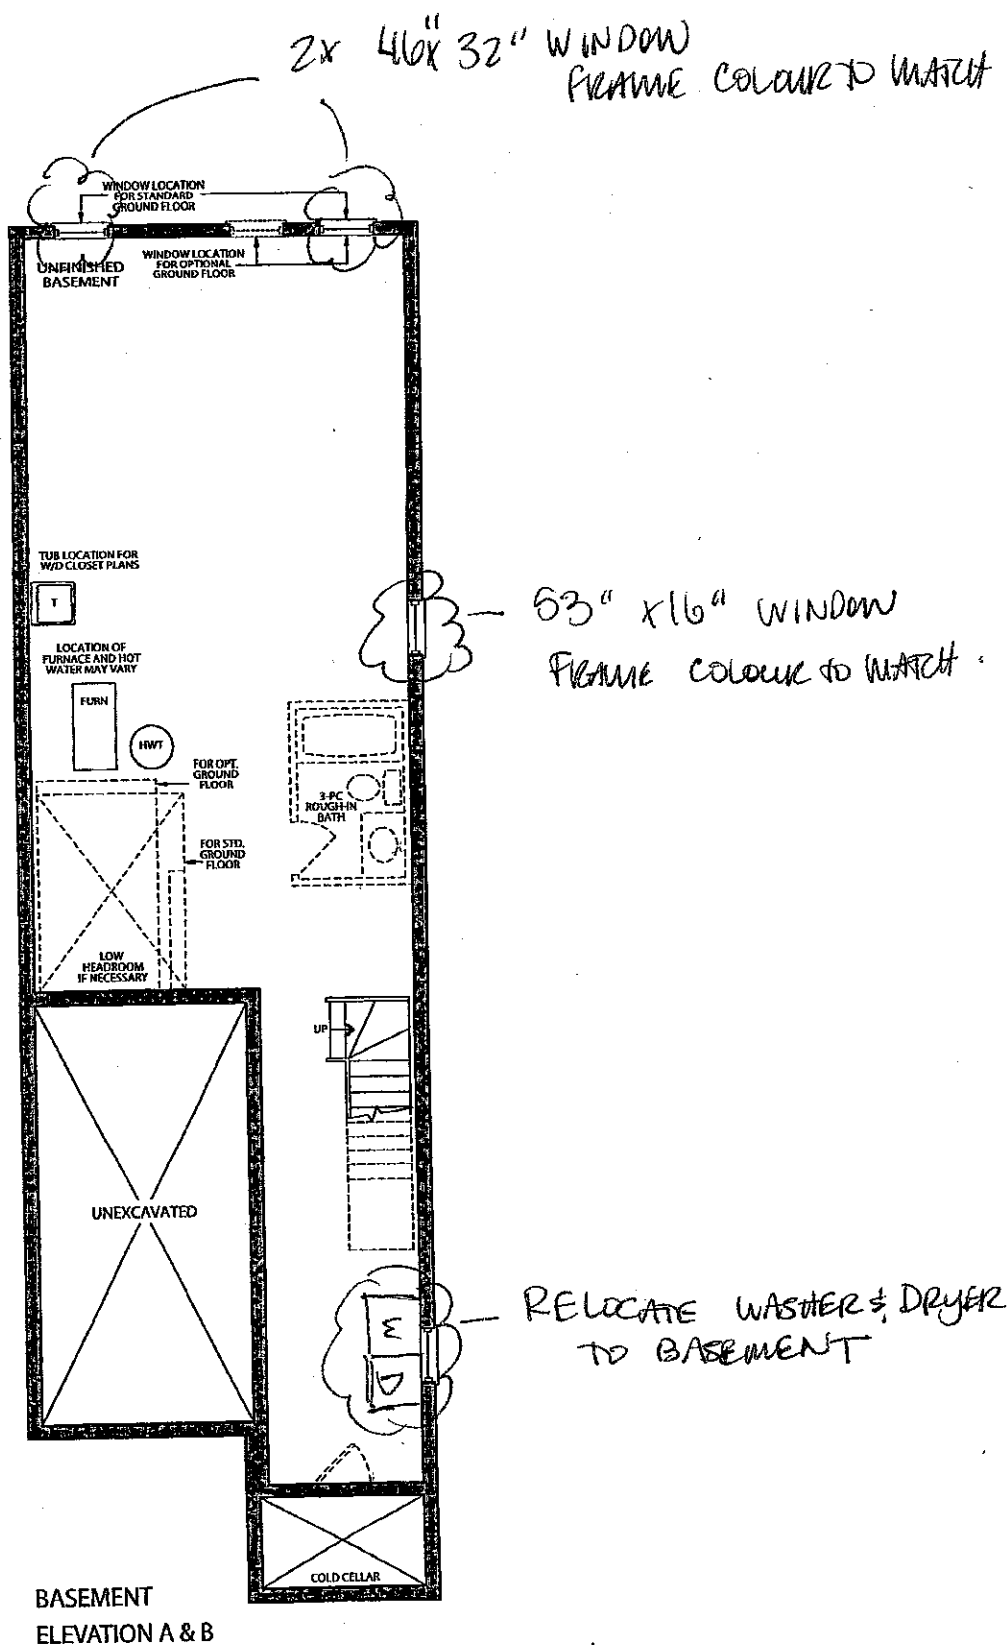 2x 46"x 32" WINDOW
FRAME COLOUR TO MATCH
WINDOW LOCATION
FOR STANDARD
GROUND FLOOR
WINDOW LOCATION
FOR OPTIONAL
GROUND FLOOR
UNFINISHED
BASEMENT
TUB LOCATION FOR
W/D CLOSET PLANS
T
53" x16" WINDOW
FRAME COLOUR TO MATCH
LOCATION OF
FURNACE AND HOT
WATER MAY VARY
FURN
HWT
FOR OPT.
GROUND
FLOOR
3-PC
ROUGH-IN
BATH
FOR STD.
GROUND
FLOOR
LOW
HEADROOM
IF NECESSARY
UP
UNEXCAVATED
RELOCATE WASHER & DRYER
TO BASEMENT
W
D
COLD CELLAR
BASEMENT
ELEVATION A & B